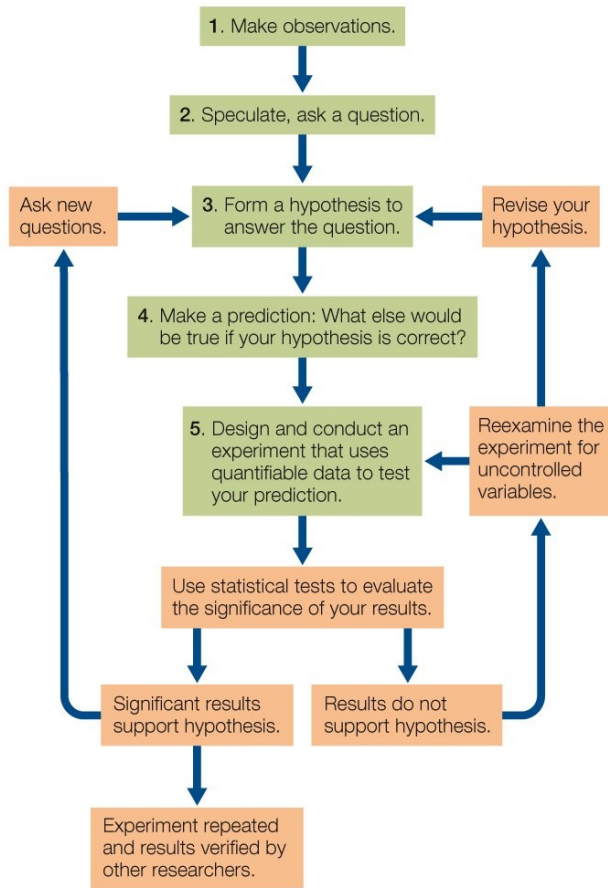 1. Make observations.
2. Speculate, ask a question.
Ask new
questions.
3. Form a hypothesis to
answer the question.
Revise your
hypothesis.
4. Make a prediction: What else would
be true if your hypothesis is correct?
5. Design and conduct an
experiment that uses
quantifiable data to test
your prediction.
Reexamine the
experiment for
uncontrolled
variables.
Use statistical tests to evaluate
the significance of your results.
Significant results
support hypothesis.
Results do not
support hypothesis.
Experiment repeated
and results verified by
other researchers.